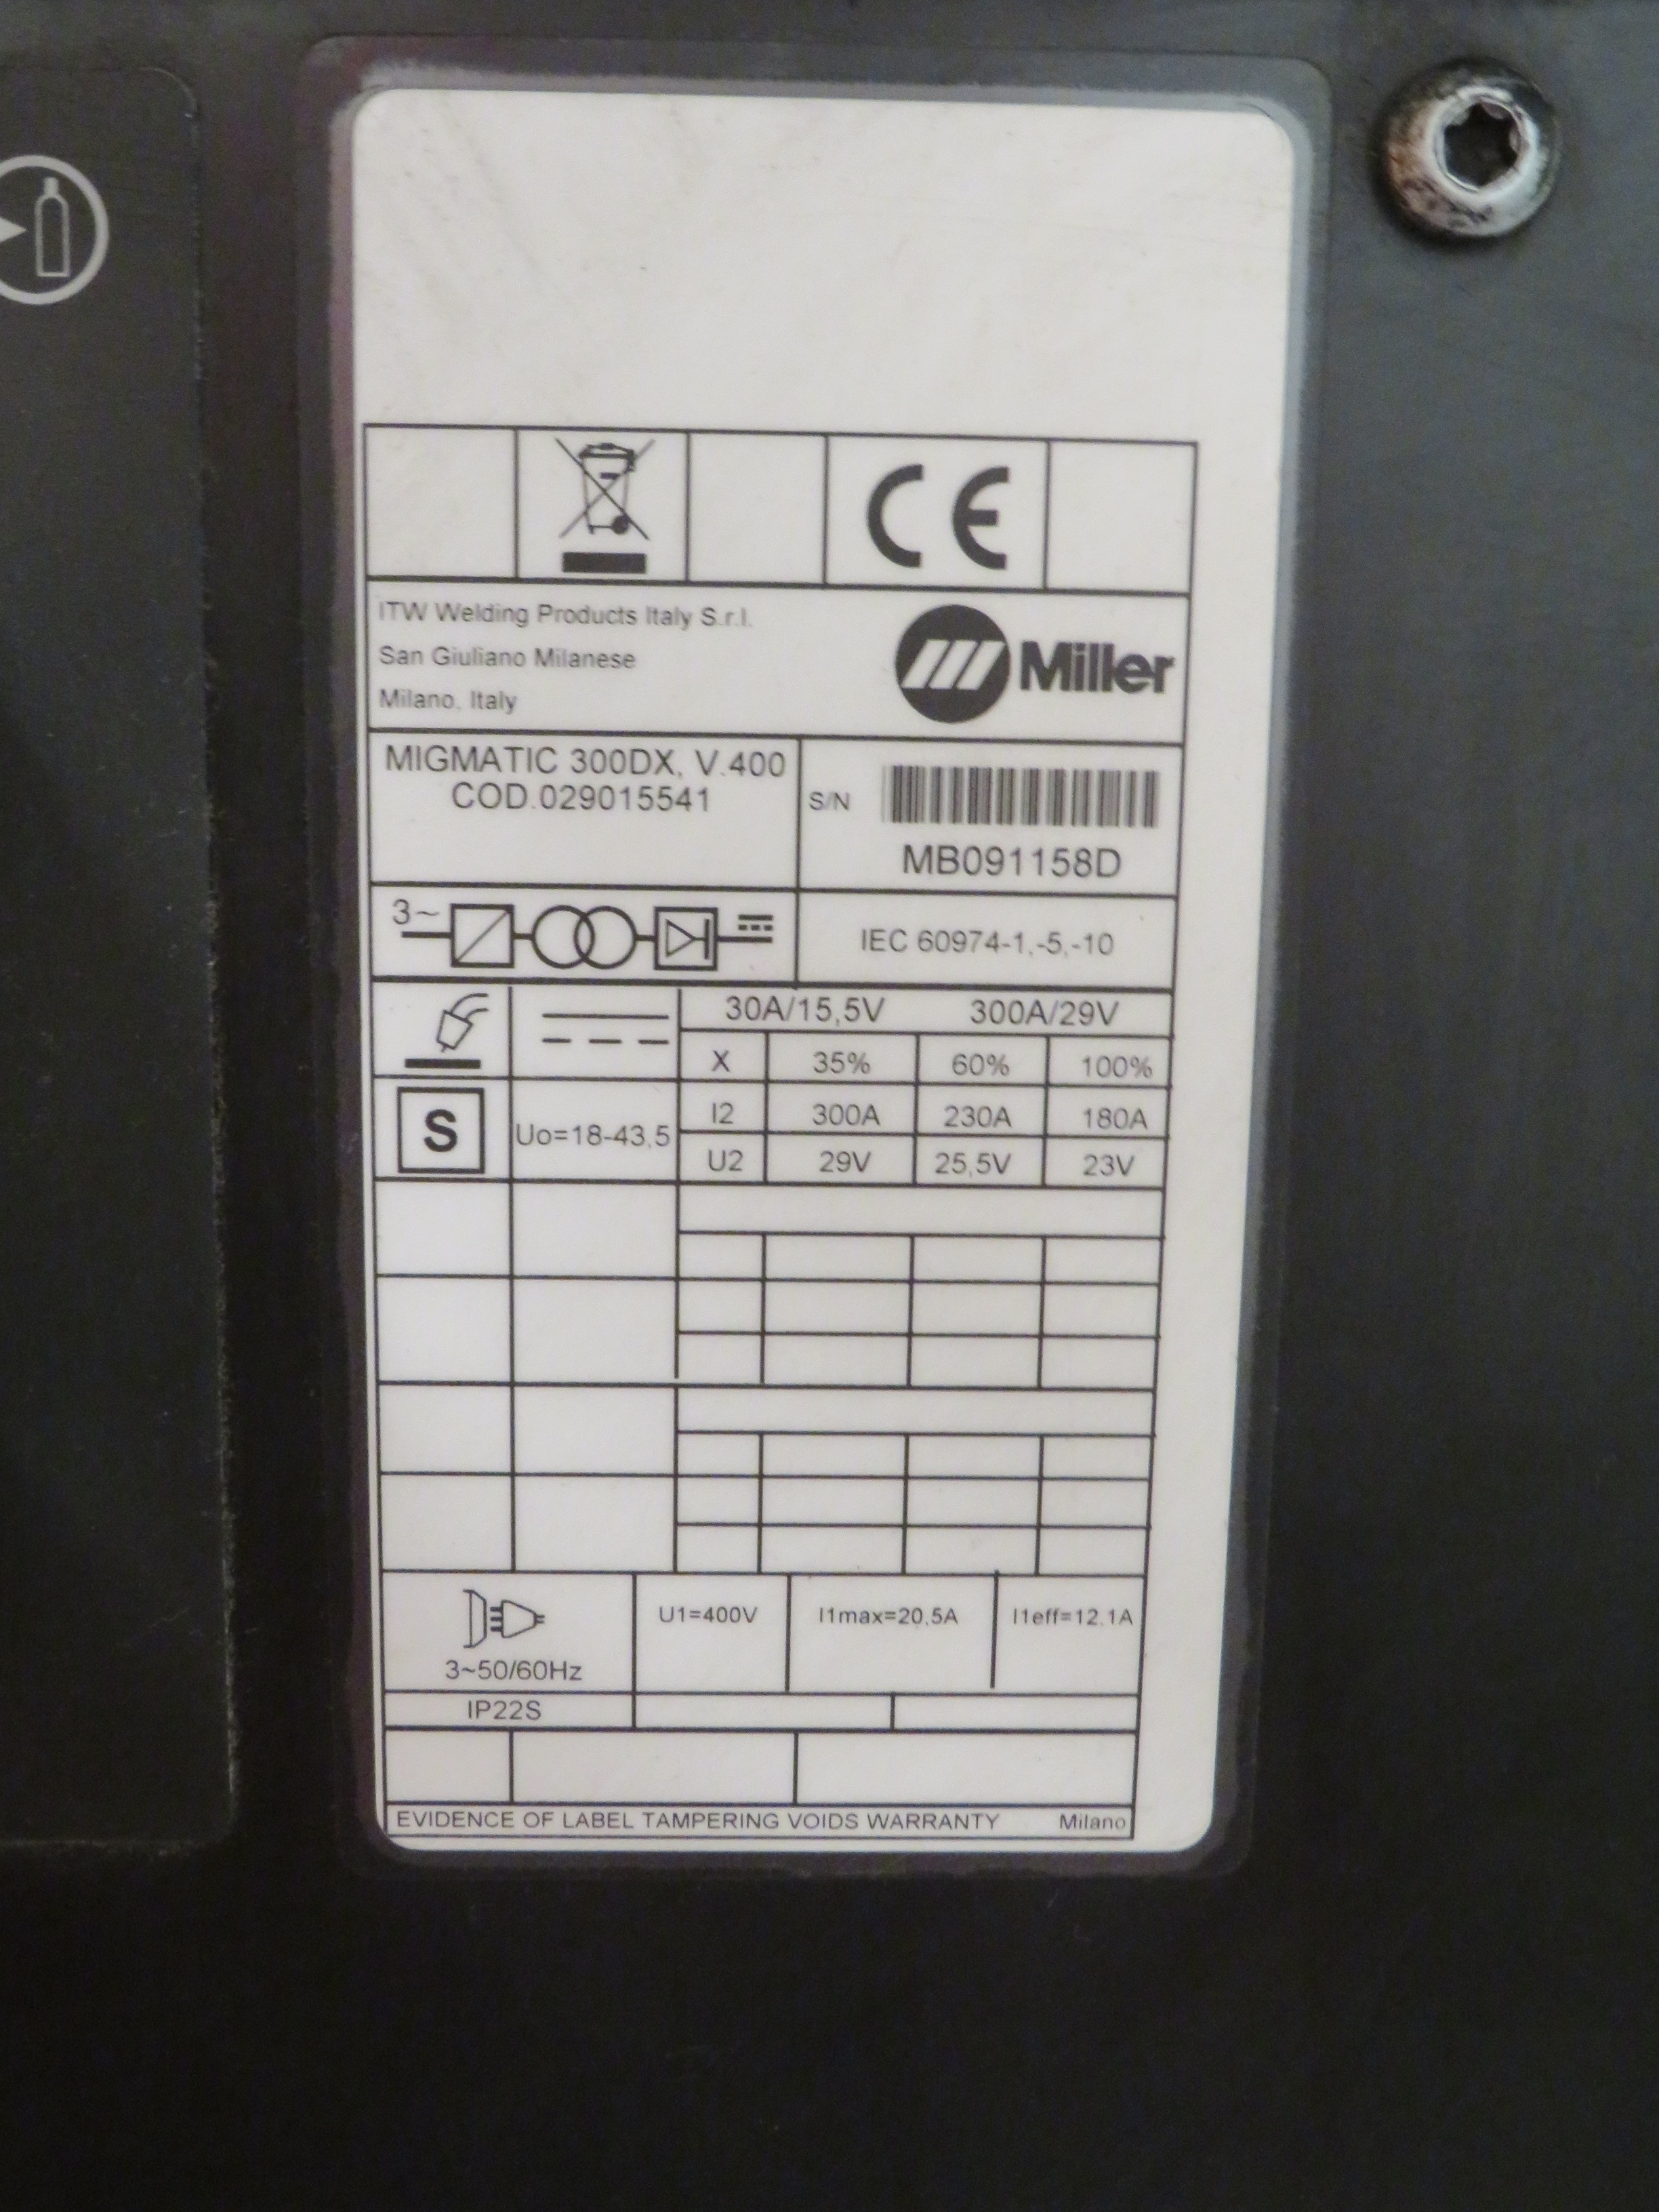 CE
ITW Welding Products Italy S.r.l.
San Giuliano Milanese
Milano, Italy
Miller
MIGMATIC 300DX, V.400
COD.029015541
S/N
MB091158D
3~
IEC 60974-1,-5,-10
30A/15,5V 300A/29V
X 35% 60% 100%
S
Uo=18-43,5
I2 300A 230A 180A
U2 29V 25,5V 23V
3~50/60Hz
U1=400V
I1max=20,5A
I1eff=12.1A
IP22S
EVIDENCE OF LABEL TAMPERING VOIDS WARRANTY Milano